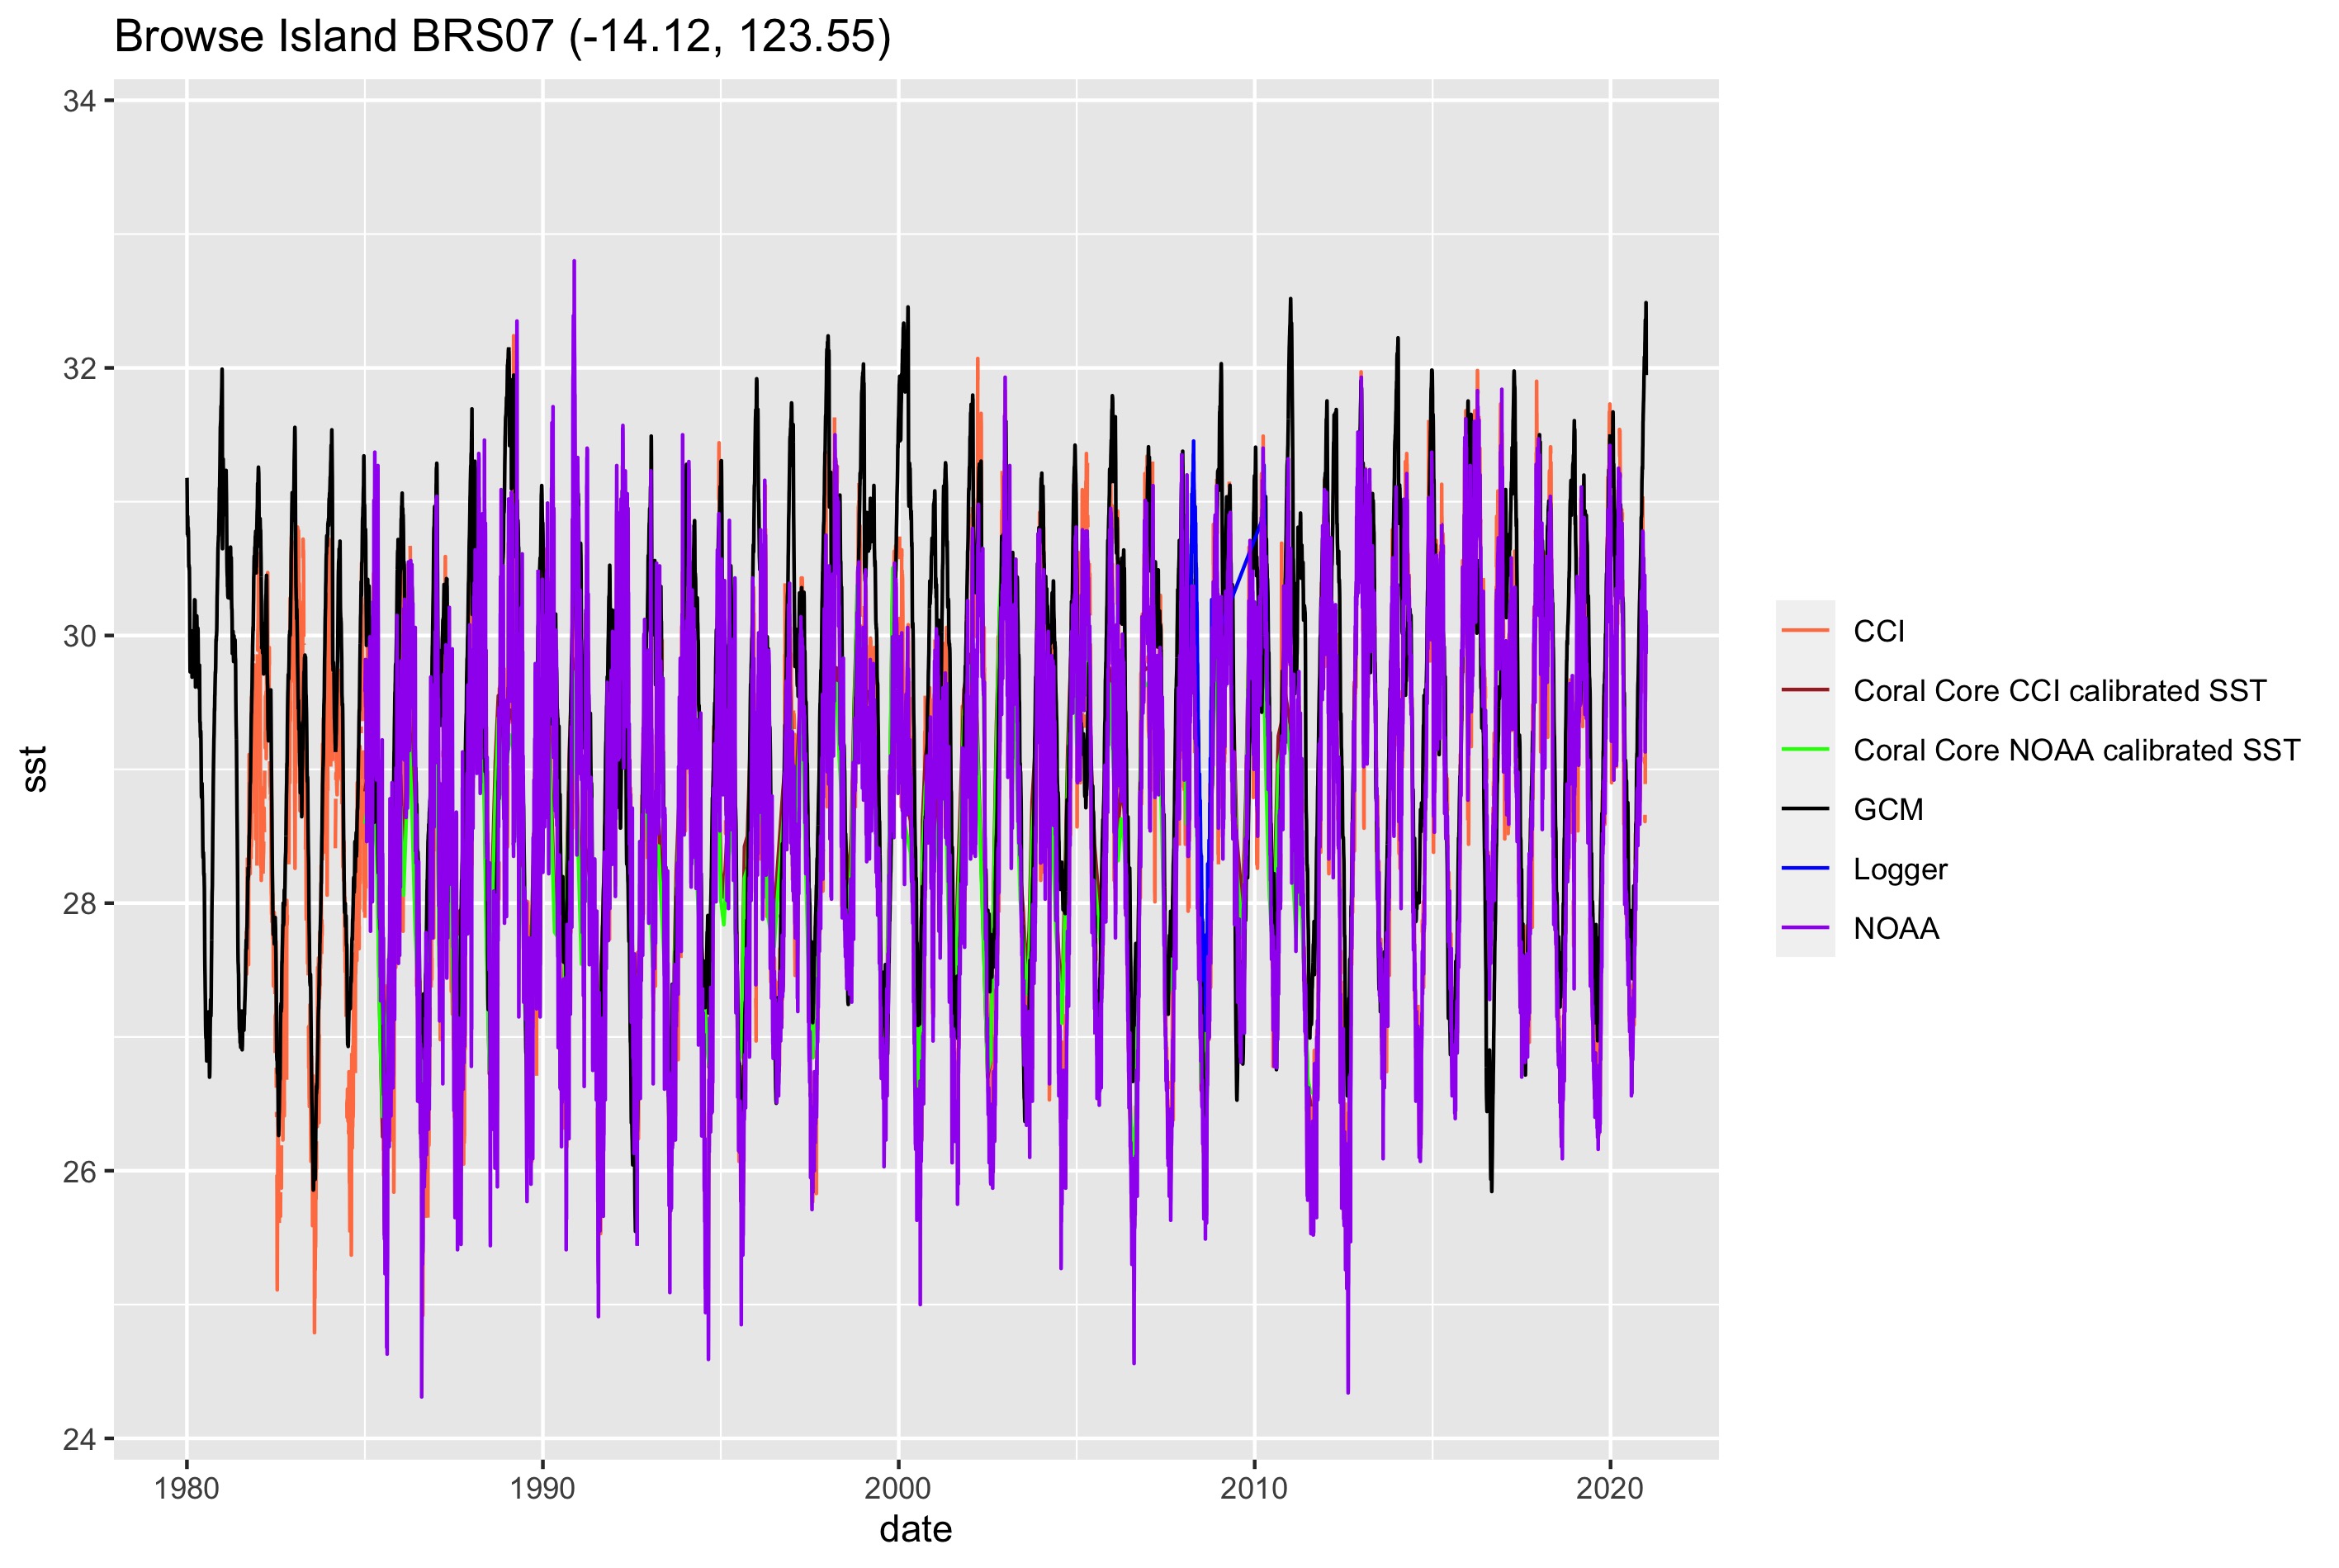 Browse Island BRS07 (-14.12, 123.55)
34
32
30
28
26
24
sst
1980
1990
2000
2010
2020
date
CCI
Coral Core CCI calibrated SST
Coral Core NOAA calibrated SST
GCM
Logger
NOAA